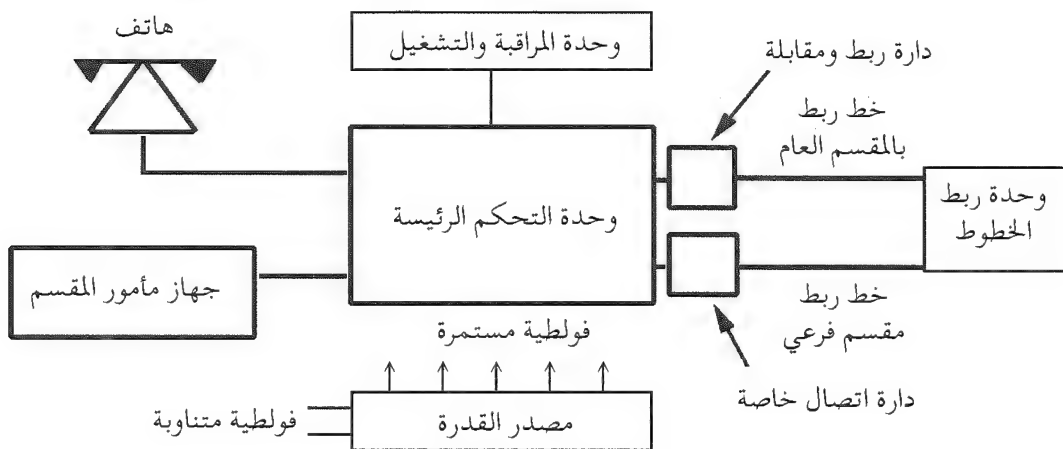 هاتف
وحدة المراقبة والتشغيل
دارة ربط ومقابلة
خط ربط
بالمقسم العام
وحدة التحكم الرئيسة
وحدة ربط
الخطوط
جهاز مأمور المقسم
خط ربط
مقسم فرعي
فولطية مستمرة
دارة اتصال خاصة
مصدر القدرة
فولطية متناوبة